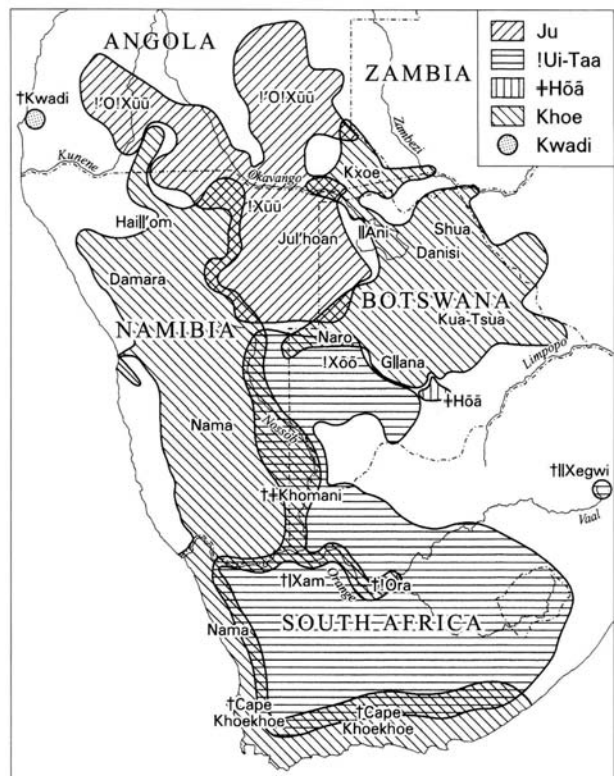 ANGOLA
ZAMBIA
Ju
!Ui-Taa
ǂHõã
Khoe
Kwadi
†Kwadi
!'O!Xũũ
!'O!Xũũ
Kunene
Okavango
Zambezi
Kxoe
!Xũũ
Haiǁ'om
Juǀ'hoan
ǁAni
Shua
Danisi
Damara
BOTSWANA
NAMIBIA
Kua-Tsua
Naro
!Xóõ
Gǁana
Limpopo
ǂHõã
Nama
Nossob
†ǂKhomani
†ǁXegwi
Vaal
†ǀXam
Orange
†!Ora
Nama
SOUTH AFRICA
†Cape
Khoekhoe
†Cape
Khoekhoe